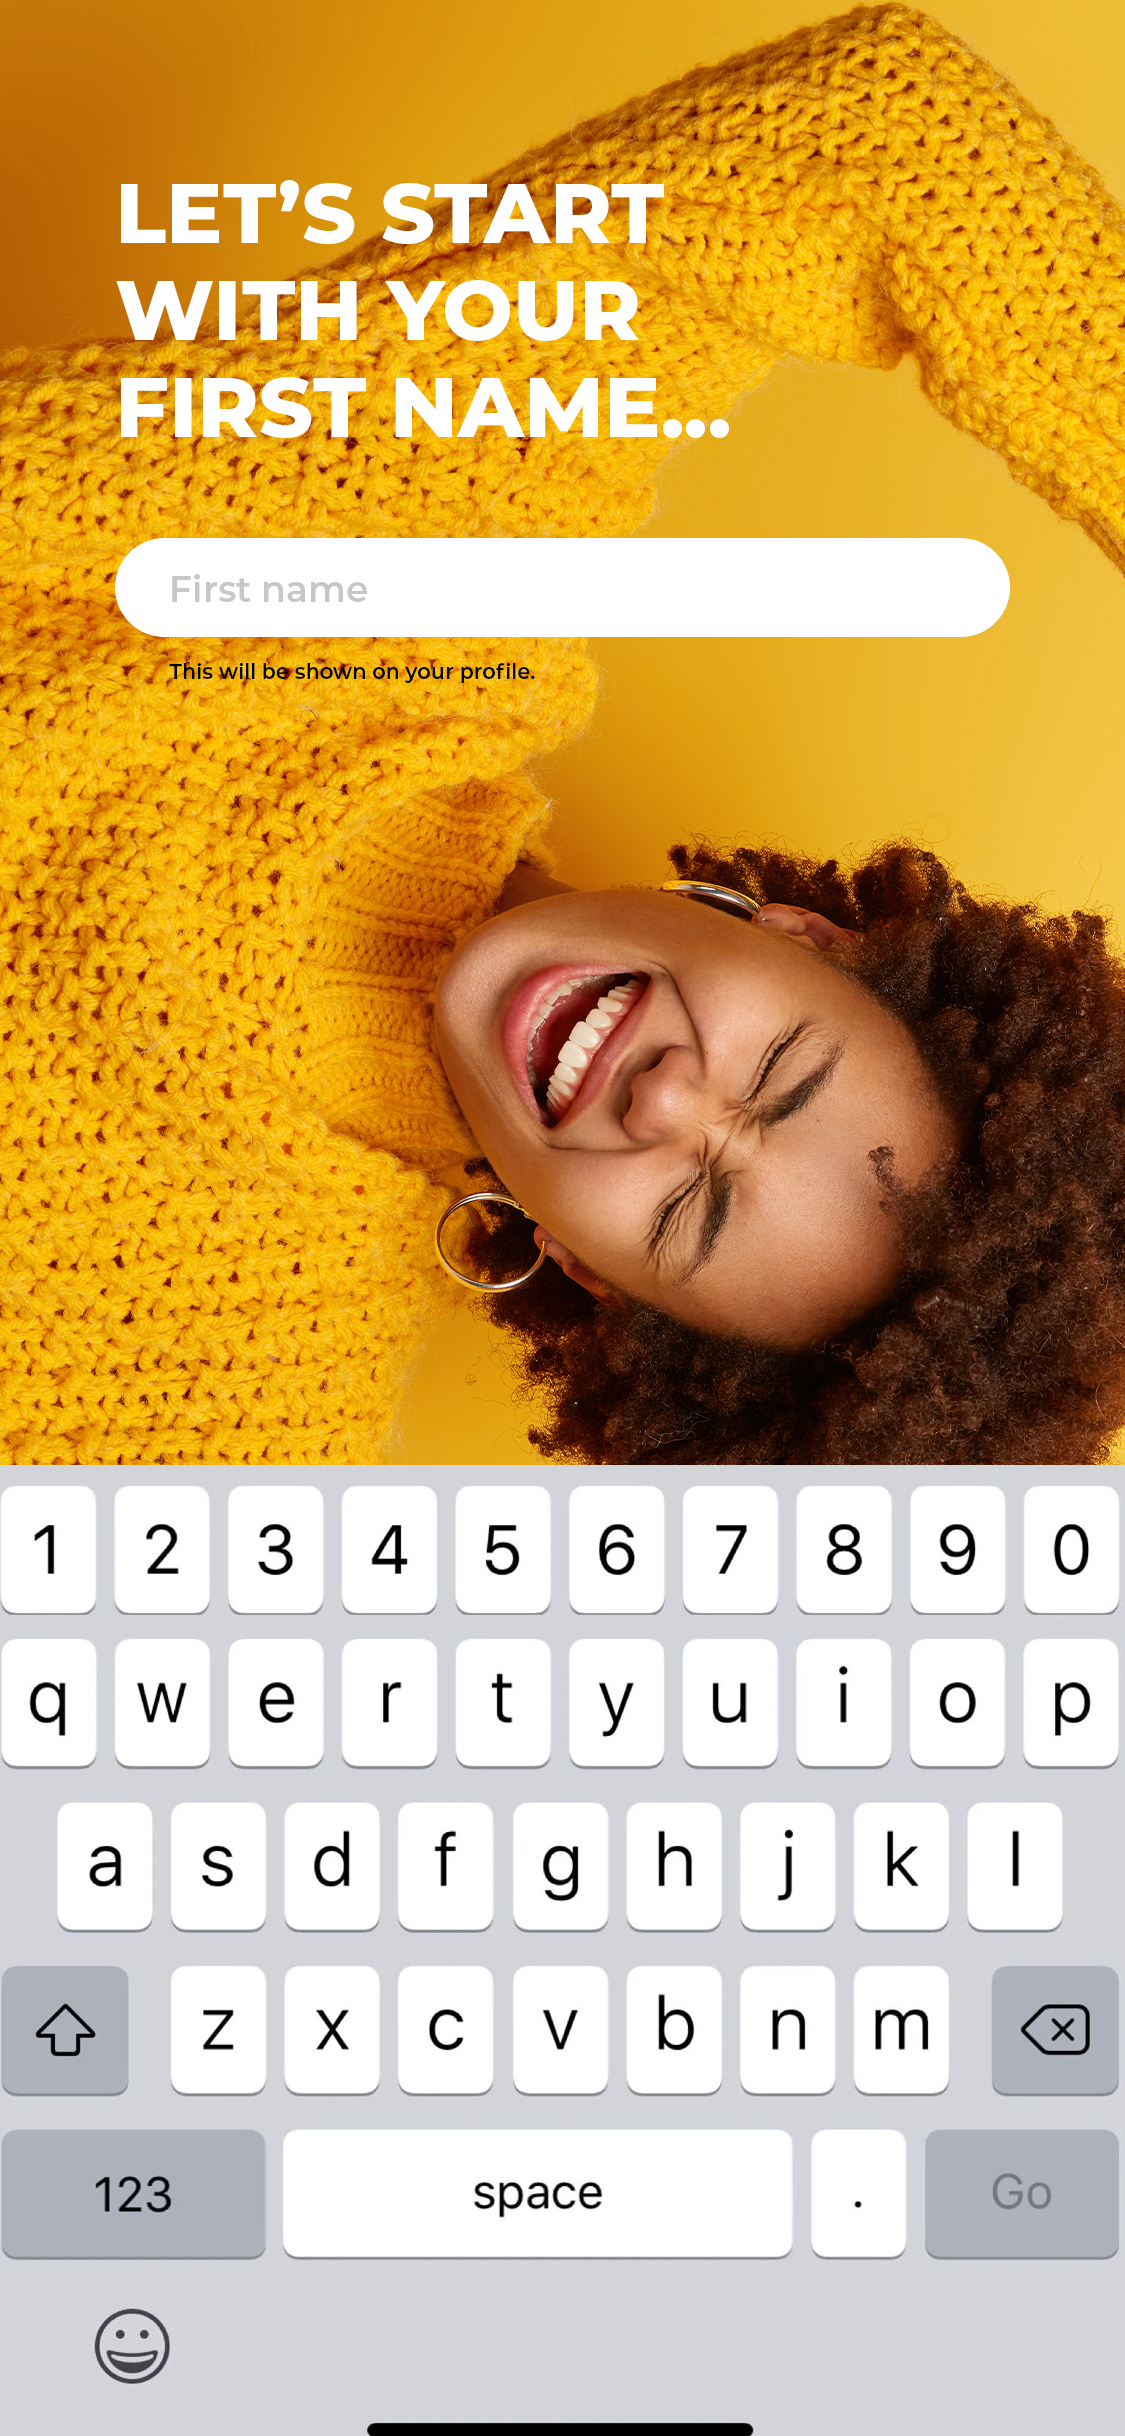 LET’S START
WITH YOUR
FIRST NAME...
First name
This will be shown on your profile.
1 2 3 4 5 6 7 8 9 0
q w e r t y u i o p
a s d f g h j k l
z x c v b n m
123 space . Go